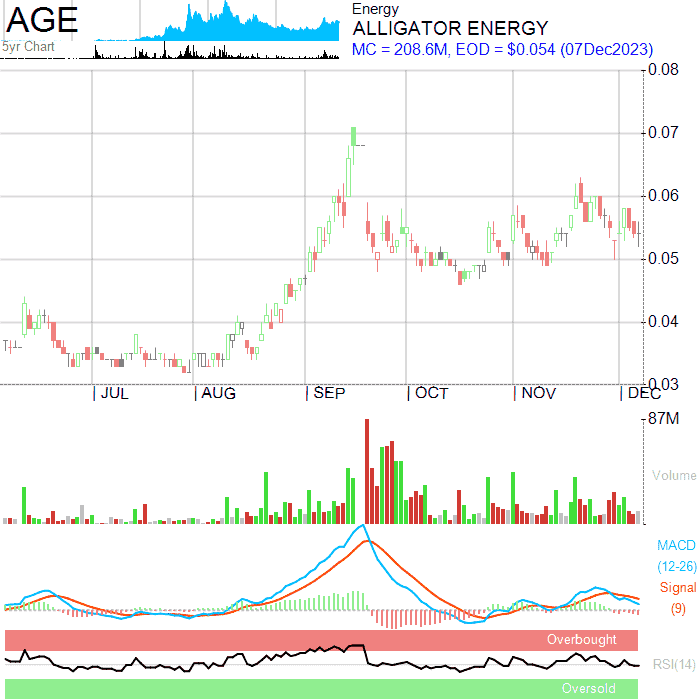 AGE
5yr Chart
Energy
ALLIGATOR ENERGY
MC = 208.6M, EOD = $0.054 (07Dec2023)
0.08
0.07
0.06
0.05
0.04
0.03
JUL AUG SEP OCT NOV DEC
87M
Volume
MACD
(12-26)
Signal
(9)
Overbought
RSI(14)
Oversold